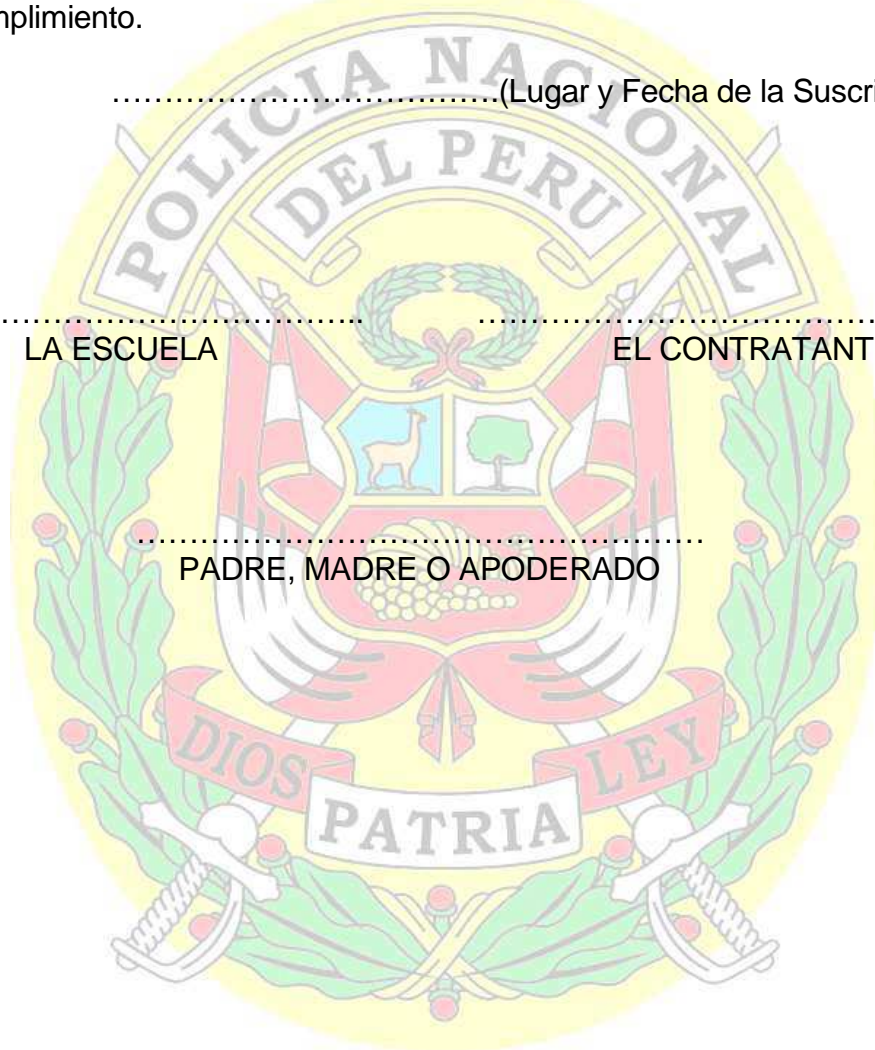 mplimiento.
………………………………..(Lugar y Fecha de la Suscri
POLICIA NACIONAL
DEL PERU
……………………………….. ………………………………
LA ESCUELA EL CONTRATANT
………………………………………………
PADRE, MADRE O APODERADO
DIOS PATRIA LEY